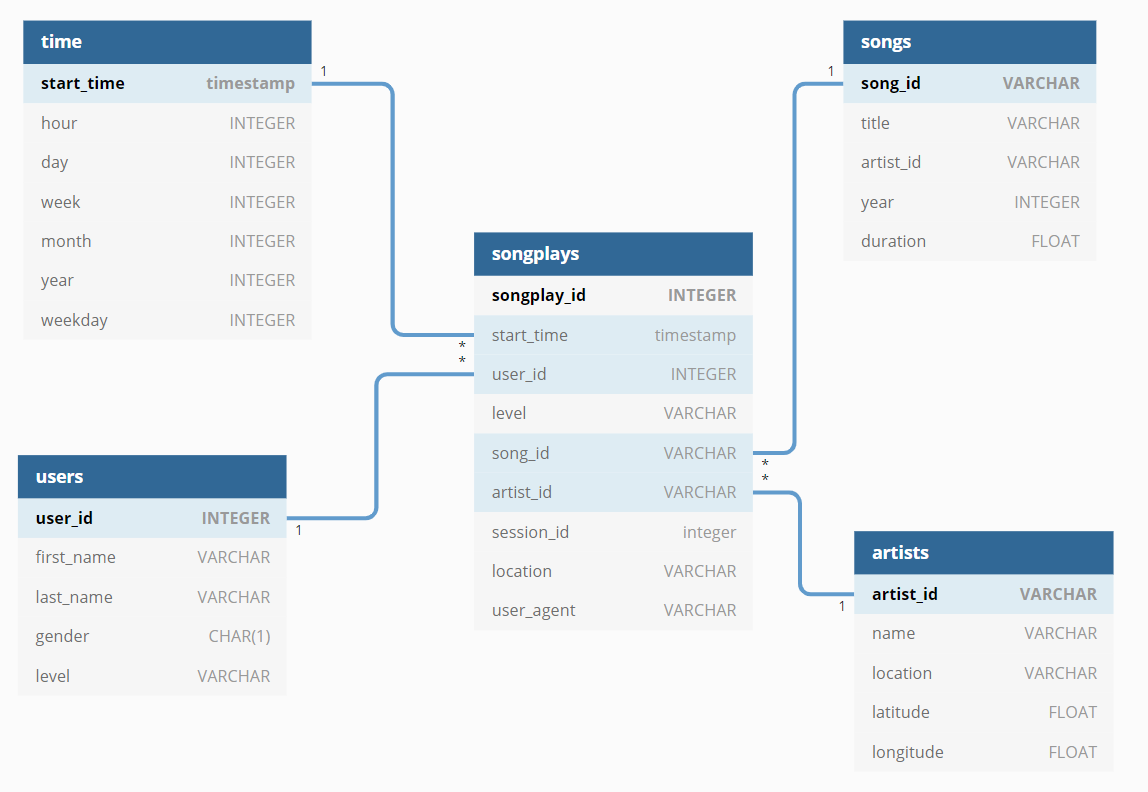 time
start_time timestamp
hour INTEGER
day INTEGER
week INTEGER
month INTEGER
year INTEGER
weekday INTEGER
1
songs
song_id VARCHAR
title VARCHAR
artist_id VARCHAR
year INTEGER
duration FLOAT
1
songplays
songplay_id INTEGER
start_time timestamp
user_id INTEGER
level VARCHAR
song_id VARCHAR
artist_id VARCHAR
session_id integer
location VARCHAR
user_agent VARCHAR
*
*
*
*
users
user_id INTEGER
first_name VARCHAR
last_name VARCHAR
gender CHAR(1)
level VARCHAR
1
artists
artist_id VARCHAR
name VARCHAR
location VARCHAR
latitude FLOAT
longitude FLOAT
1